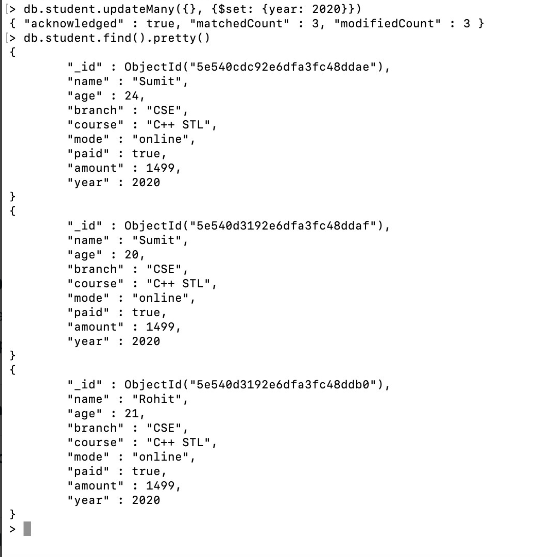 [> db.student.updateMany({}, {$set: {year: 2020}})
{ "acknowledged" : true, "matchedCount" : 3, "modifiedCount" : 3 }
[> db.student.find().pretty()
{
        "_id" : ObjectId("5e540cdc92e6dfa3fc48ddae"),
        "name" : "Sumit",
        "age" : 24,
        "branch" : "CSE",
        "course" : "C++ STL",
        "mode" : "online",
        "paid" : true,
        "amount" : 1499,
        "year" : 2020
}
{
        "_id" : ObjectId("5e540d3192e6dfa3fc48ddaf"),
        "name" : "Sumit",
        "age" : 20,
        "branch" : "CSE",
        "course" : "C++ STL",
        "mode" : "online",
        "paid" : true,
        "amount" : 1499,
        "year" : 2020
}
{
        "_id" : ObjectId("5e540d3192e6dfa3fc48ddb0"),
        "name" : "Rohit",
        "age" : 21,
        "branch" : "CSE",
        "course" : "C++ STL",
        "mode" : "online",
        "paid" : true,
        "amount" : 1499,
        "year" : 2020
}
>